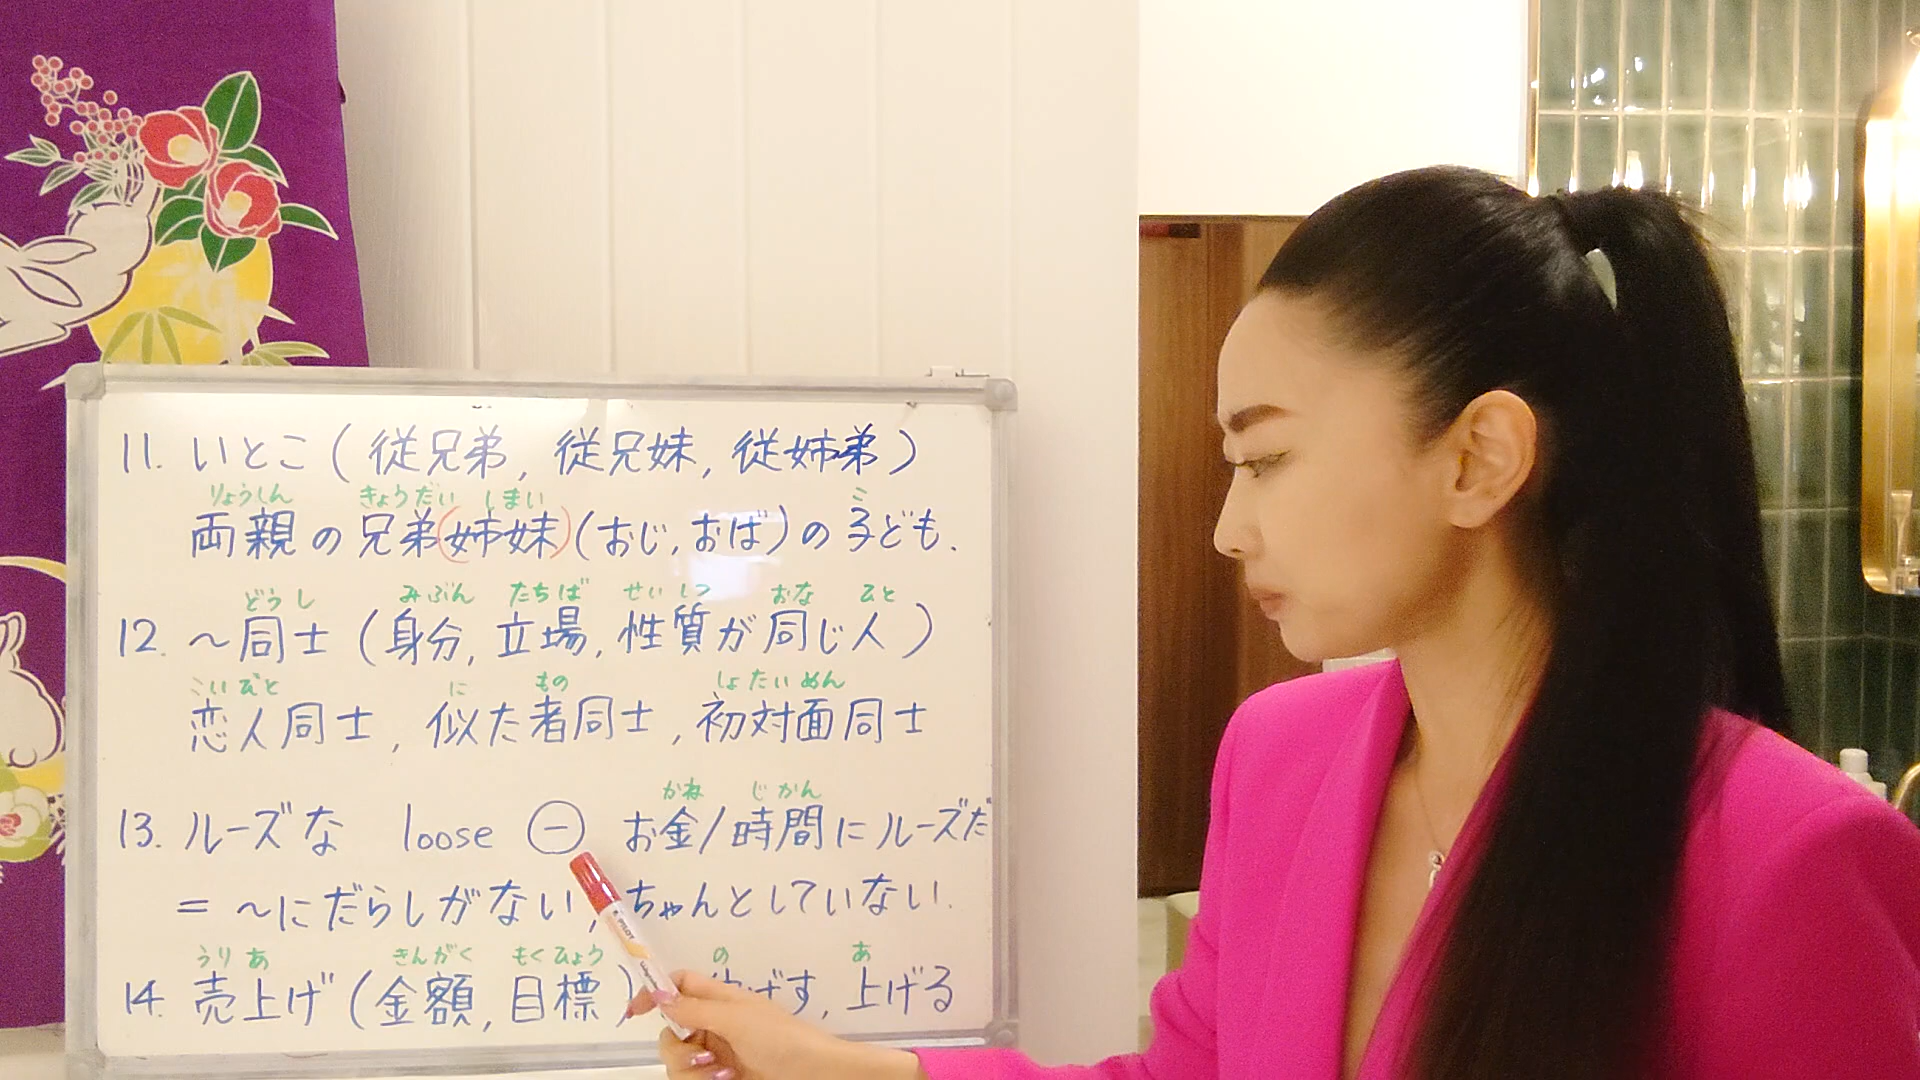 11. いとこ ( 従兄弟, 従兄妹, 従姉弟 )
りょうしん きょうだい しまい こ
両親の兄弟(姉妹)(おじ, おば)の子ども.
どうし みぶん たちば せいしつ おな ひと
12. ～同士 (身分, 立場, 性質が同じ人 )
こいびと に もの しょたいめん
恋人同士, 似た者同士, 初対面同士
かね じかん
13. ルーズな loose ⊖ お金/時間にルーズだ
= ～にだらしがない, ちゃんとしていない.
うりあ きんがく もくひょう の あ
14. 売上げ (金額, 目標) ばす, 上げる
PILOT